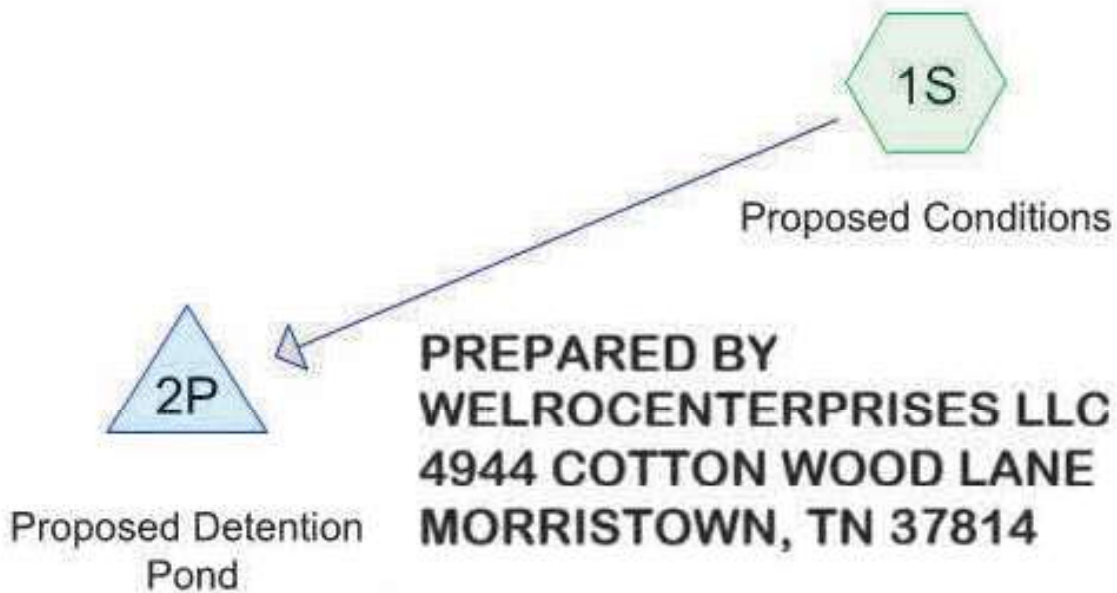 1S
Proposed Conditions
2P
Proposed Detention
Pond
PREPARED BY
WELROCENTERPRISES LLC
4944 COTTON WOOD LANE
MORRISTOWN, TN 37814